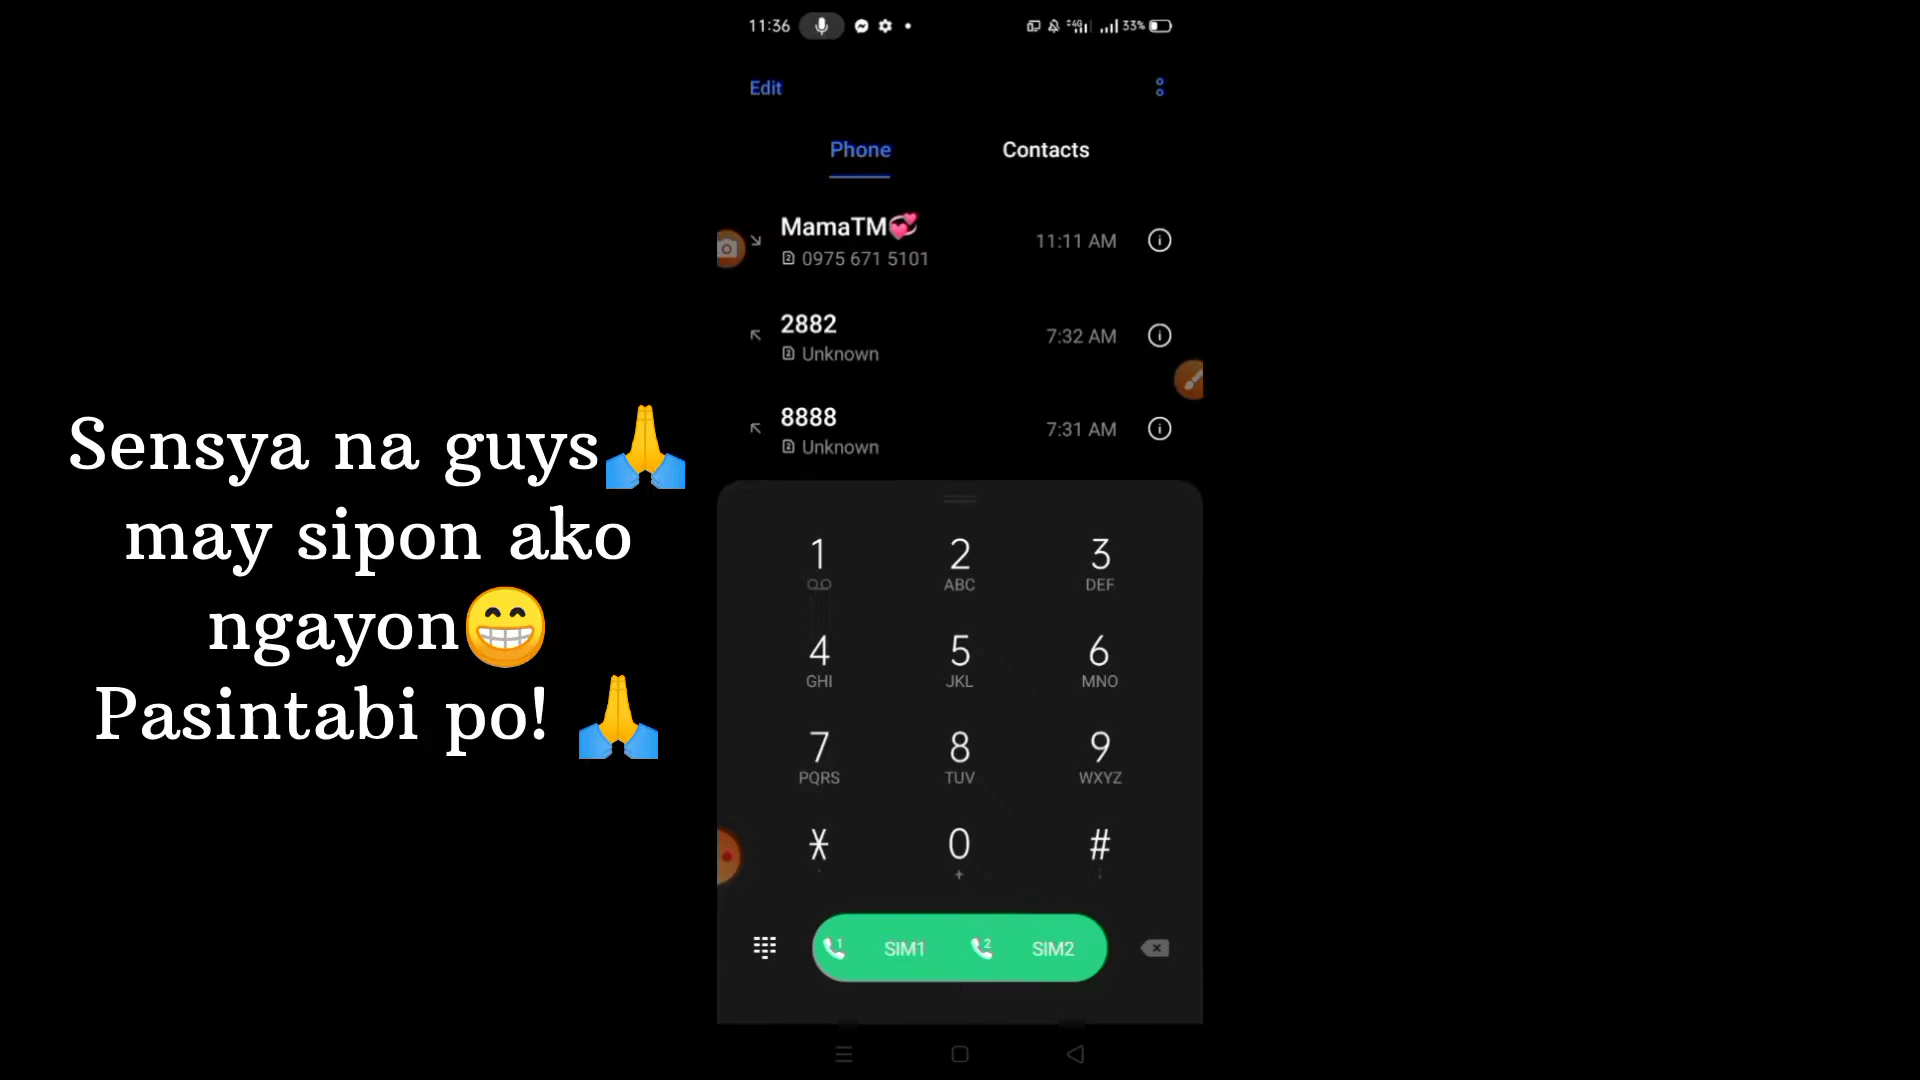 11:36
33%
Edit
Phone Contacts
MamaTM💞
0975 671 5101
11:11 AM
2882
Unknown
7:32 AM
8888
Unknown
7:31 AM
Sensya na guys🙏
may sipon ako
ngayon😁
Pasintabi po! 🙏
1 2 3
ABC DEF
4 5 6
GHI JKL MNO
7 8 9
PQRS TUV WXYZ
* 0 #
+ ;
1 SIM1 2 SIM2